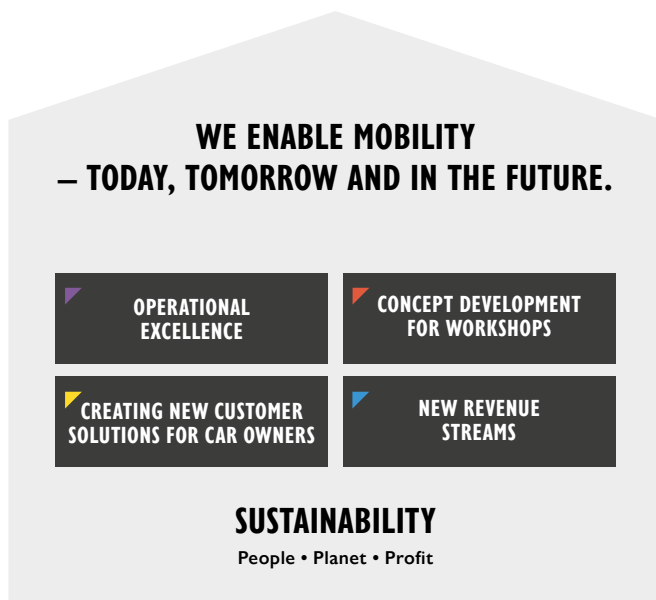 WE ENABLE MOBILITY
– TODAY, TOMORROW AND IN THE FUTURE.
OPERATIONAL
EXCELLENCE
CONCEPT DEVELOPMENT
FOR WORKSHOPS
CREATING NEW CUSTOMER
SOLUTIONS FOR CAR OWNERS
NEW REVENUE
STREAMS
SUSTAINABILITY
People • Planet • Profit